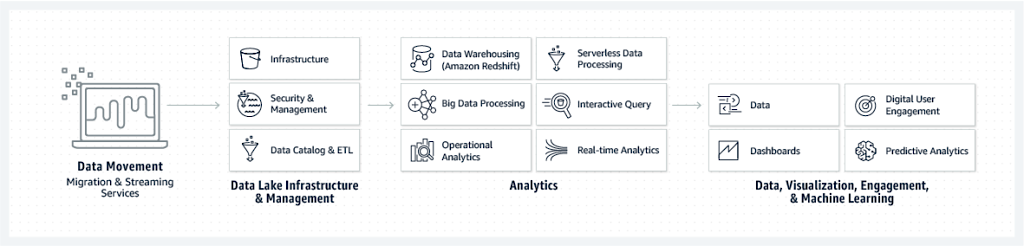 Data Movement
Migration & Streaming
Services
Infrastructure
Security &
Management
Data Catalog & ETL
Data Lake Infrastructure
& Management
Data Warehousing
(Amazon Redshift)
Serverless Data
Processing
Big Data Processing
Interactive Query
Operational
Analytics
Real-time Analytics
Analytics
Data
Digital User
Engagement
Dashboards
Predictive Analytics
Data, Visualization, Engagement,
& Machine Learning